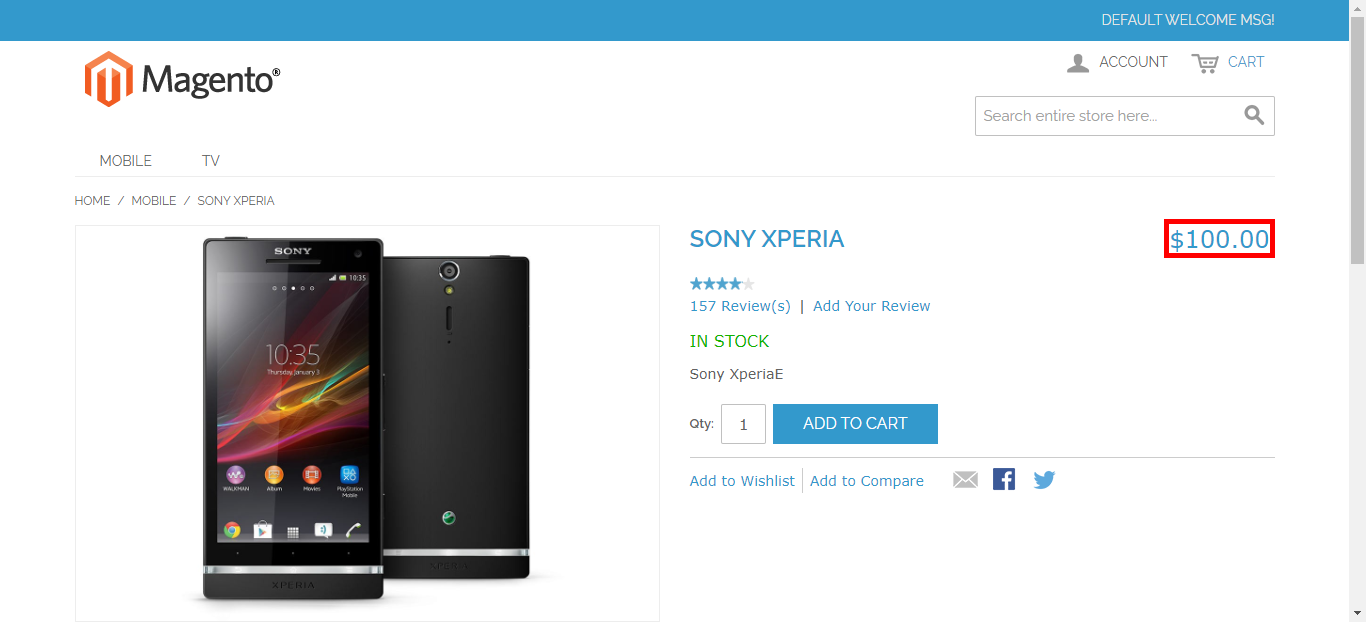 DEFAULT WELCOME MSG!
Magento®
ACCOUNT
CART
Search entire store here...
MOBILE
TV
HOME / MOBILE / SONY XPERIA
SONY
10:35
10:35
Thursday, January 3
WALKMAN
Album
Movies
PlayStation Mobile
XPERIA
XPERIA
SONY XPERIA
$100.00
157 Review(s) | Add Your Review
IN STOCK
Sony XperiaE
Qty: 1 ADD TO CART
Add to Wishlist
Add to Compare